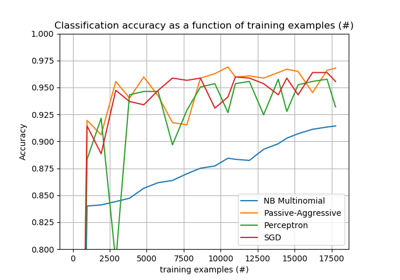 Classification accuracy as a function of training examples (#)
1.000
0.975
0.950
0.925
0.900
0.875
0.850
0.825
0.800
Accuracy
0
2500
5000
7500
10000
12500
15000
17500
training examples (#)
NB Multinomial
Passive-Aggressive
Perceptron
SGD